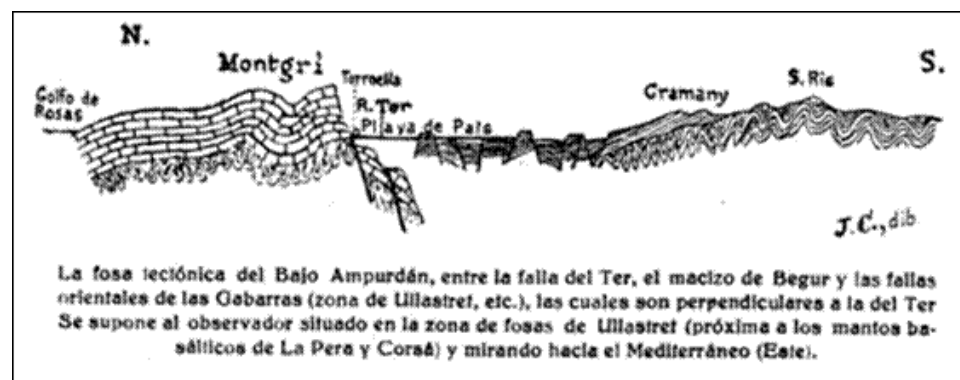 N.
S.
Montgrí
Torroella
Golfo de
Rosas
R. Ter
Playa de Pals
Gramany
S. Ric
J.C., dib.
La fosa tectónica del Bajo Ampurdán, entre la falla del Ter, el macizo de Begur y las fallas
orientales de las Gabarras (zona de Ullastret, etc.), las cuales son perpendiculares a la del Ter
Se supone al observador situado en la zona de fosas de Ullastret (próxima a los mantos ba-
sálticos de La Pera y Corsá) y mirando hacia el Mediterráneo (Este).